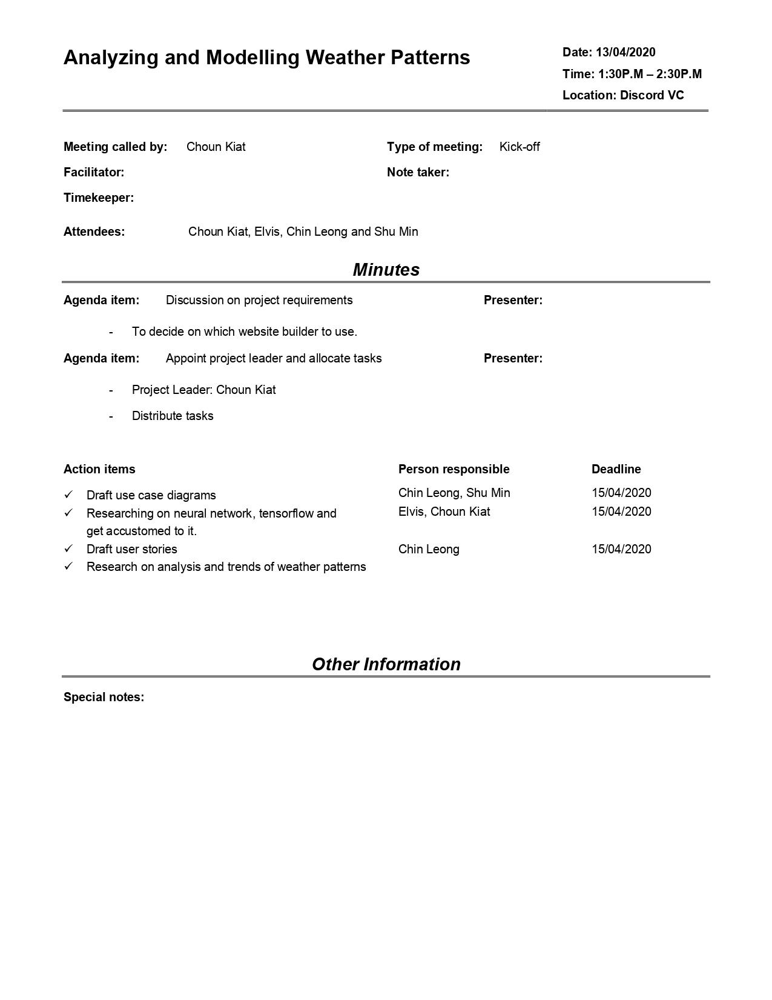 Analyzing and Modelling Weather Patterns
Date: 13/04/2020
Time: 1:30P.M – 2:30P.M
Location: Discord VC
Meeting called by: Choun Kiat Type of meeting: Kick-off
Facilitator: Note taker:
Timekeeper:
Attendees: Choun Kiat, Elvis, Chin Leong and Shu Min
Minutes
Agenda item: Discussion on project requirements Presenter:
- To decide on which website builder to use.
Agenda item: Appoint project leader and allocate tasks Presenter:
- Project Leader: Choun Kiat
- Distribute tasks
Action items Person responsible Deadline
✓ Draft use case diagrams Chin Leong, Shu Min 15/04/2020
✓ Researching on neural network, tensorflow and Elvis, Choun Kiat 15/04/2020
get accustomed to it.
✓ Draft user stories Chin Leong 15/04/2020
✓ Research on analysis and trends of weather patterns
Other Information
Special notes: